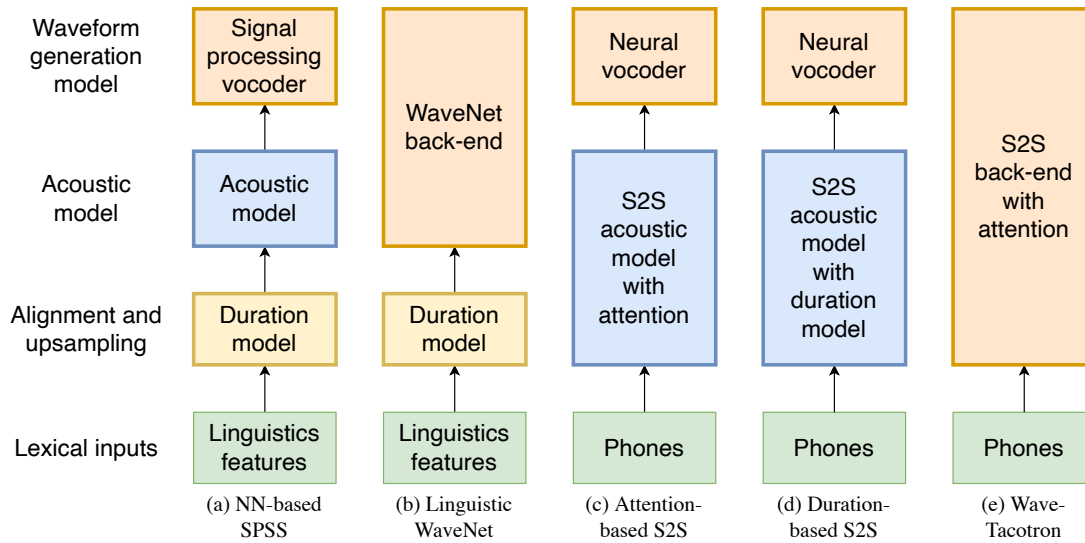 Waveform
generation
model
Signal
processing
vocoder
WaveNet
back-end
Neural
vocoder
Neural
vocoder
S2S
back-end
with
attention
Acoustic
model
Acoustic
model
S2S
acoustic
model
with
attention
S2S
acoustic
model
with
duration
model
Alignment and
upsampling
Duration
model
Duration
model
Lexical inputs
Linguistics
features
Linguistics
features
Phones
Phones
Phones
(a) NN-based
SPSS
(b) Linguistic
WaveNet
(c) Attention-
based S2S
(d) Duration-
based S2S
(e) Wave-
Tacotron